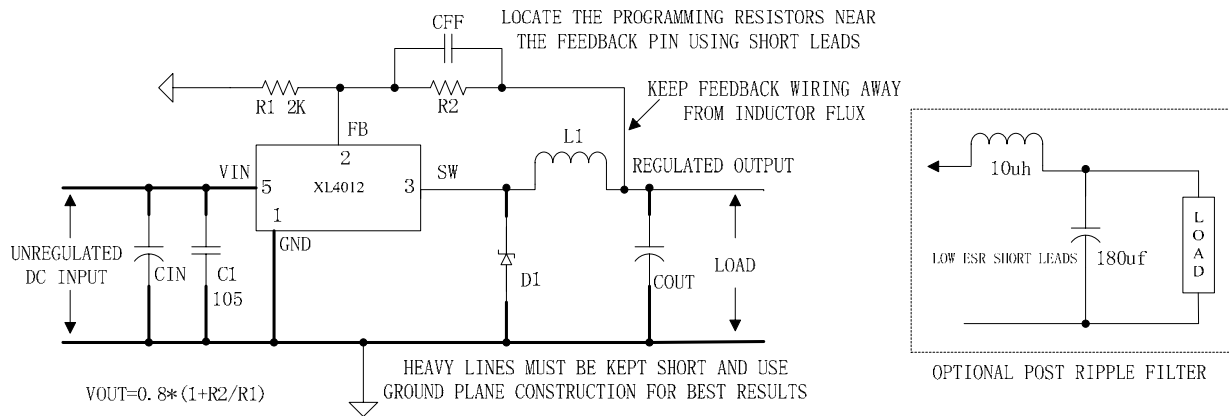 LOCATE THE PROGRAMMING RESISTORS NEAR
THE FEEDBACK PIN USING SHORT LEADS
CFF
R1 2K
R2
KEEP FEEDBACK WIRING AWAY
FROM INDUCTOR FLUX
FB
2
L1
VIN
5
XL4012
3
SW
REGULATED OUTPUT
1
GND
UNREGULATED
DC INPUT
CIN
C1
105
D1
COUT
LOAD
HEAVY LINES MUST BE KEPT SHORT AND USE
GROUND PLANE CONSTRUCTION FOR BEST RESULTS
VOUT=0.8*(1+R2/R1)
10uh
LOW ESR SHORT LEADS
180uf
LOAD
OPTIONAL POST RIPPLE FILTER